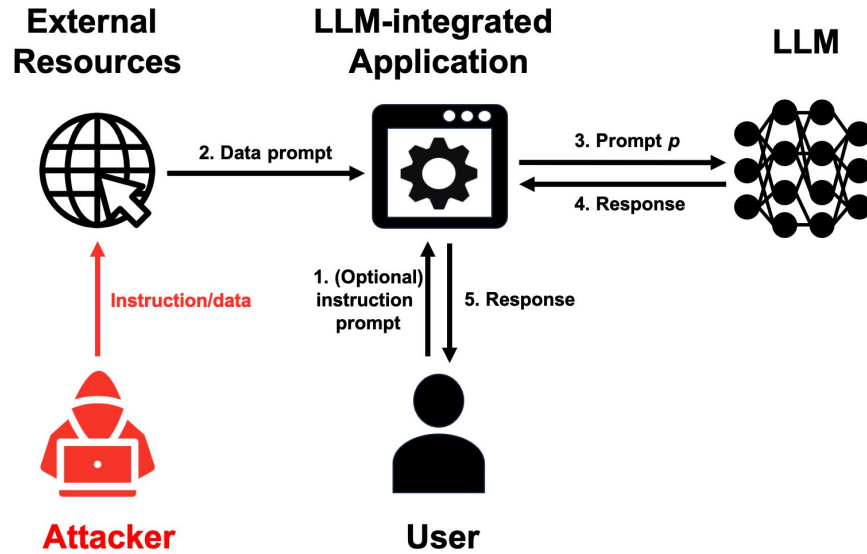 External
Resources
LLM-integrated
Application
LLM
2. Data prompt
3. Prompt p
4. Response
Instruction/data
1. (Optional)
instruction
prompt
5. Response
Attacker
User